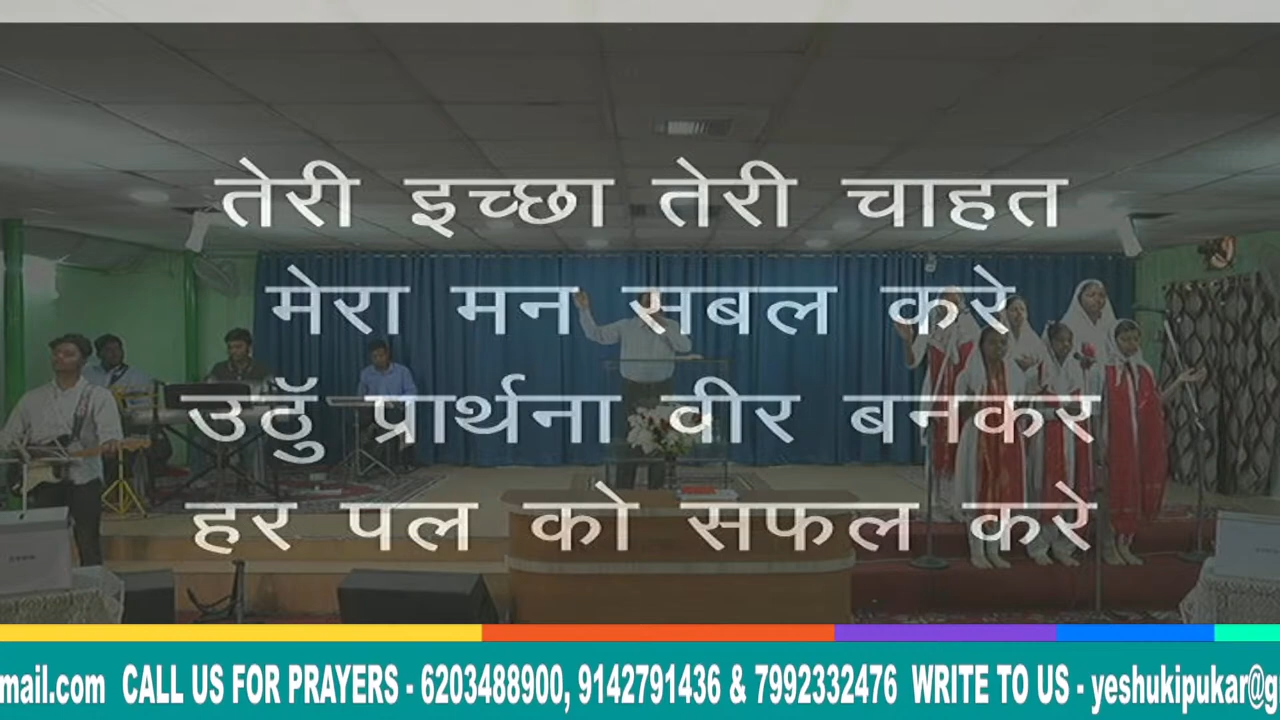 तेरी इच्छा तेरी चाहत
मेरा मन सबल करे
उठुँ प्रार्थना वीर बनकर
हर पल को सफल करे
mail.com CALL US FOR PRAYERS - 6203488900, 9142791436 & 7992332476 WRITE TO US - yeshukipukar@g